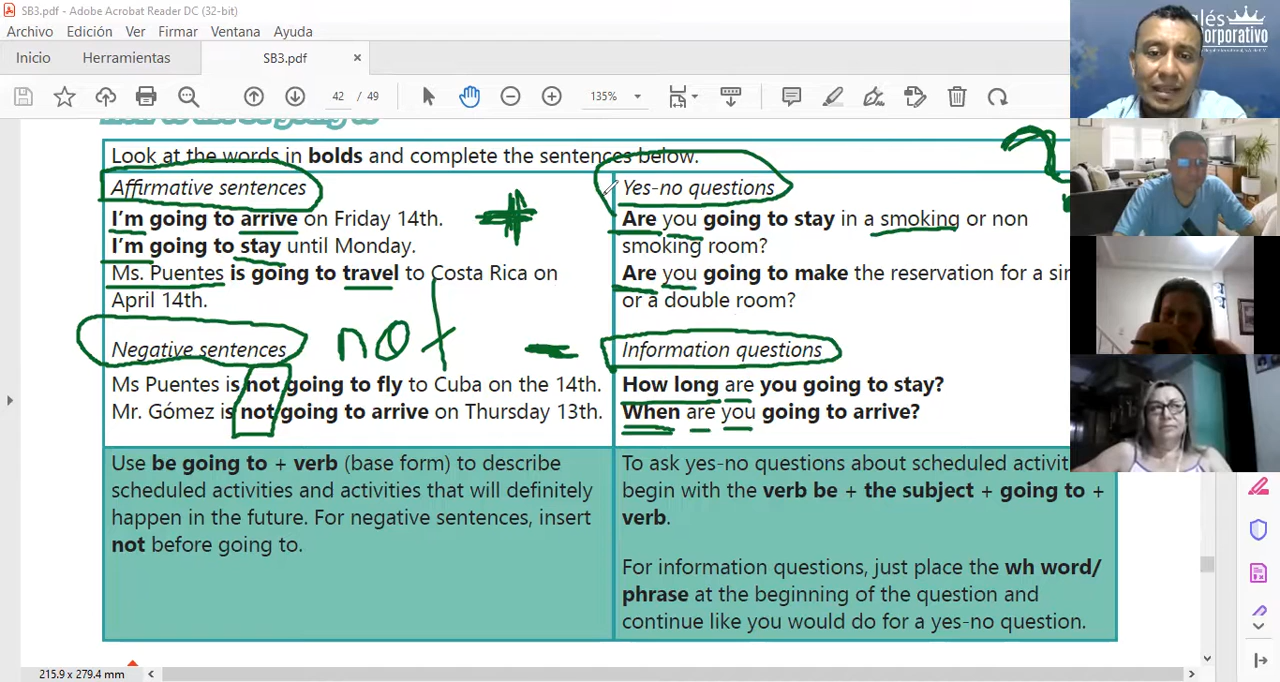 SB3.pdf - Adobe Acrobat Reader DC (32-bit)
Archivo Edición Ver Firmar Ventana Ayuda
Inicio Herramientas SB3.pdf ×
42 / 49 135%
Look at the words in bolds and complete the sentences below.
Affirmative sentences
I'm going to arrive on Friday 14th.
I'm going to stay until Monday.
Ms. Puentes is going to travel to Costa Rica on
April 14th.
Negative sentences not
Ms Puentes is not going to fly to Cuba on the 14th.
Mr. Gómez is not going to arrive on Thursday 13th.
Use be going to + verb (base form) to describe
scheduled activities and activities that will definitely
happen in the future. For negative sentences, insert
not before going to.
Yes-no questions
Are you going to stay in a smoking or non
smoking room?
Are you going to make the reservation for a
or a double room?
Information questions
How long are you going to stay?
When are you going to arrive?
To ask yes-no questions about scheduled
begin with the verb be + the subject + going to +
verb.
For information questions, just place the wh word/
phrase at the beginning of the question and
continue like you would do for a yes-no question.
215.9 x 279.4 mm